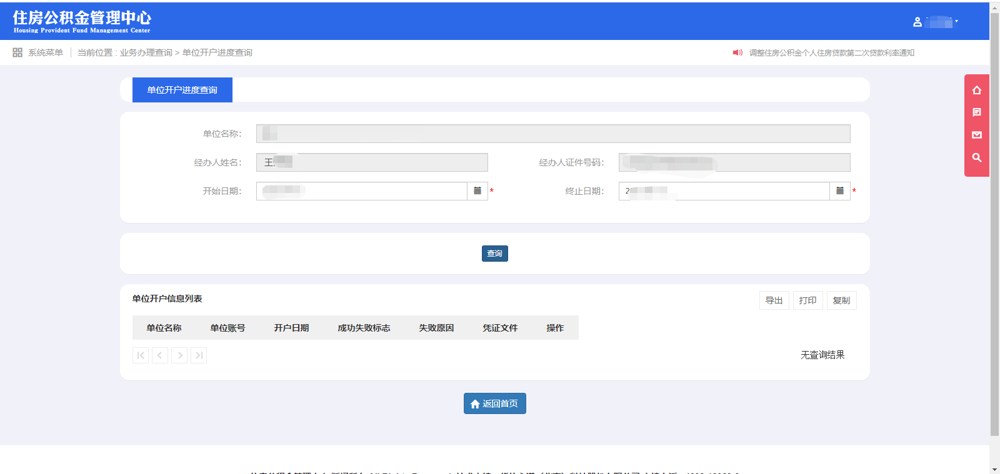 住房公积金管理中心
Housing Provident Fund Management Center
系统菜单 当前位置 : 业务办理查询 > 单位开户进度查询
调整住房公积金个人住房贷款第二次贷款利率通知
单位开户进度查询
单位名称:
经办人姓名: 王
经办人证件号码:
开始日期: *
终止日期: 2 *
查询
单位开户信息列表
导出 打印 复制
单位名称 单位账号 开户日期 成功失败标志 失败原因 凭证文件 操作
无查询结果
返回首页